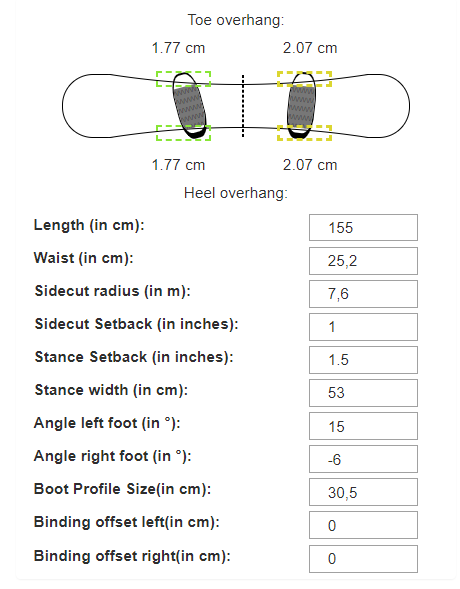 Toe overhang:
1.77 cm 2.07 cm
1.77 cm 2.07 cm
Heel overhang:
Length (in cm): 155
Waist (in cm): 25,2
Sidecut radius (in m): 7,6
Sidecut Setback (in inches): 1
Stance Setback (in inches): 1.5
Stance width (in cm): 53
Angle left foot (in °): 15
Angle right foot (in °): -6
Boot Profile Size(in cm): 30,5
Binding offset left(in cm): 0
Binding offset right(in cm): 0